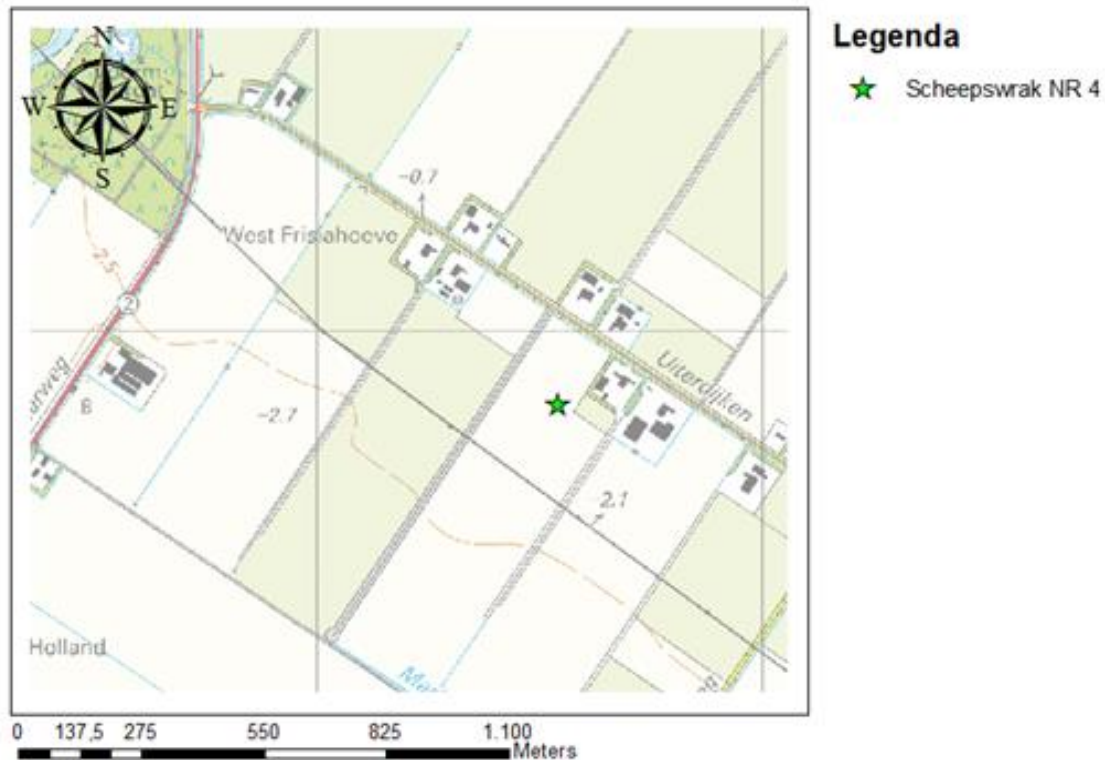 Legenda
Scheepswrak NR 4
N
W E
S
-0.7
West Frisiahoeve
-2.5
2
Uiterdijken
8
-2.7
2.1
Holland
0 137,5 275 550 825 1.100
Meters